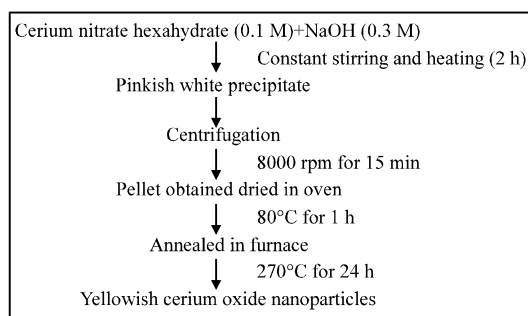 Cerium nitrate hexahydrate (0.1 M)+NaOH (0.3 M)
Constant stirring and heating (2 h)
Pinkish white precipitate
Centrifugation
8000 rpm for 15 min
Pellet obtained dried in oven
80°C for 1 h
Annealed in furnace
270°C for 24 h
Yellowish cerium oxide nanoparticles